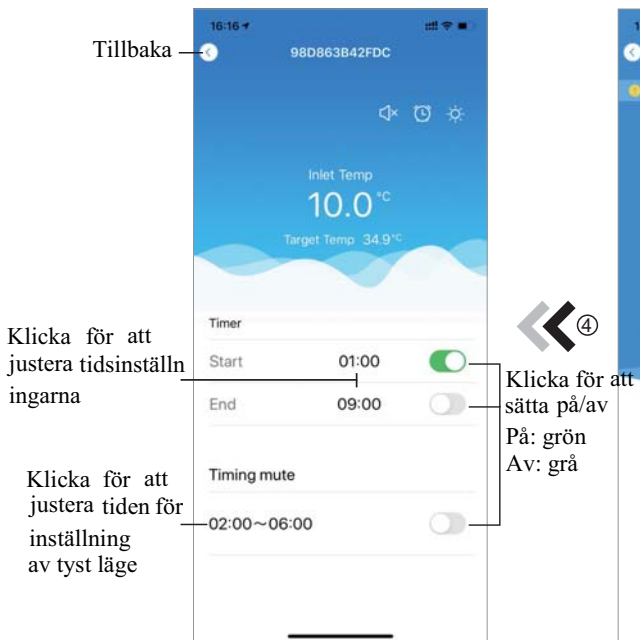 16:16
Tillbaka
98D863B42FDC
Inlet Temp
10.0 °C
Target Temp 34.9°C
Timer
Start 01:00
End 09:00
Timing mute
02:00～06:00
Klicka för att
justera tidsinställn
ingarna
Klicka för att
justera tiden för
inställning
av tyst läge
④
Klicka för att
sätta på/av
På: grön
Av: grå